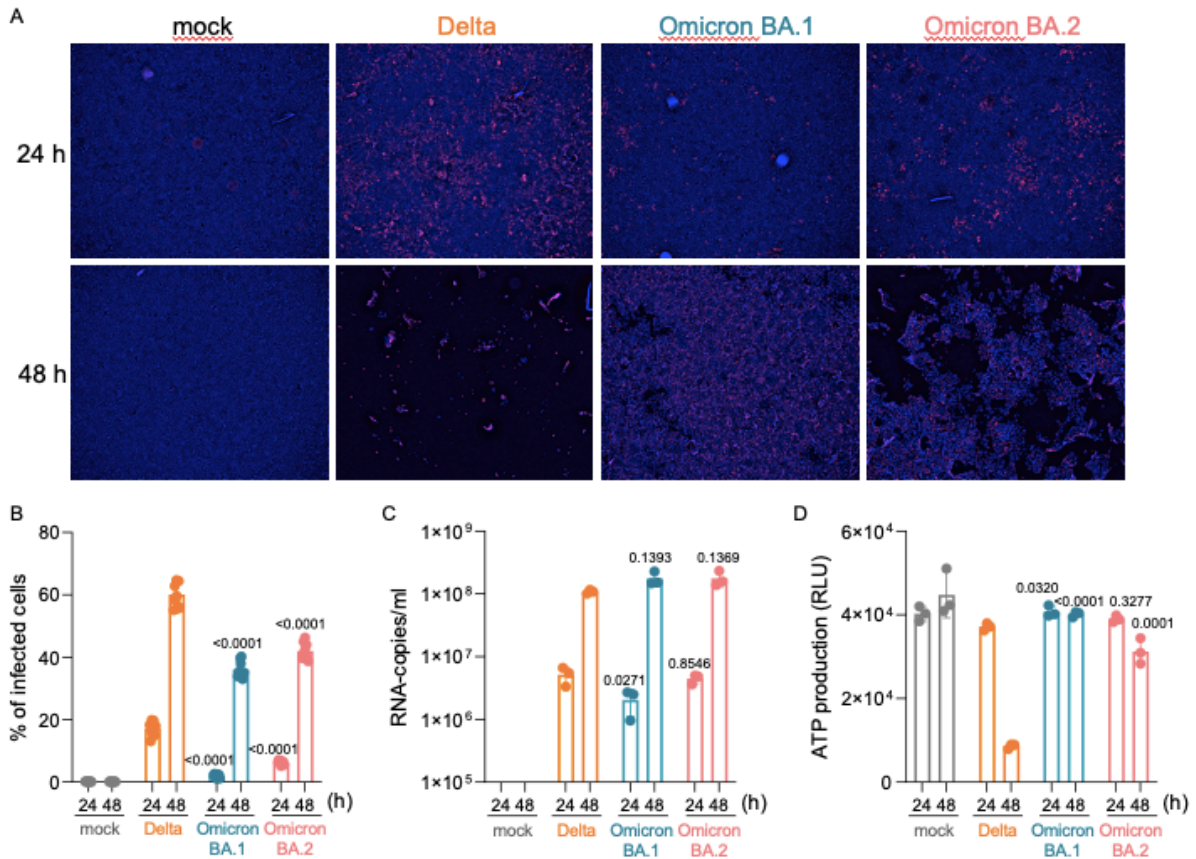 A
mock
Delta
Omicron BA.1
Omicron BA.2
24 h
48 h
B
% of infected cells
80
60
40
20
0
<0.0001
<0.0001
<0.0001
<0.0001
24 48 24 48 24 48 24 48 (h)
mock Delta Omicron Omicron
BA.1 BA.2
C
RNA-copies/ml
1×10⁹
1×10⁸
1×10⁷
1×10⁶
1×10⁵
0.0271
0.1393
0.8546
0.1369
24 48 24 48 24 48 24 48 (h)
mock Delta Omicron Omicron
BA.1 BA.2
D
ATP production (RLU)
6×10⁴
4×10⁴
2×10⁴
0
0.0320
<0.0001
0.3277
0.0001
24 48 24 48 24 48 24 48 (h)
mock Delta Omicron Omicron
BA.1 BA.2